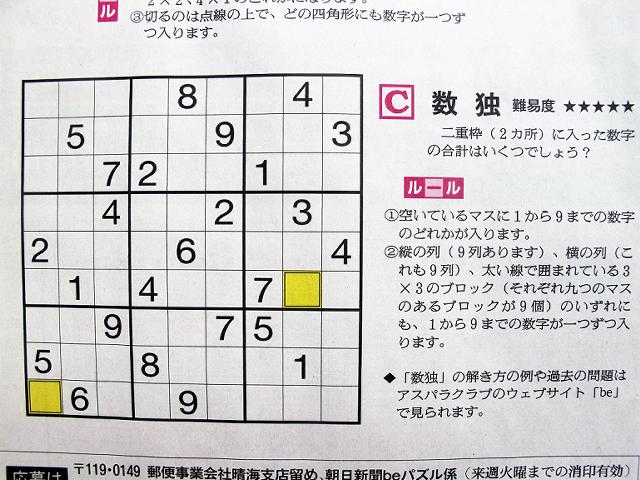 ル
③切るのは点線の上で、どの四角形にも数字が一つず
つ入ります。
C 数独 難易度 ★★★★★
二重枠（２カ所）に入った数字
の合計はいくつでしょう？
ルール
①空いているマスに１から９までの数字
のどれかが入ります。
②縦の列（９列あります）、横の列（こ
れも９列）、太い線で囲まれている３
×３のブロック（それぞれ九つのマス
のあるブロックが９個）のいずれに
も、１から９までの数字が一つずつ入
ります。
◆「数独」の解き方の例や過去の問題は
アスパラクラブのウェブサイト「be」
で見られます。
8 4
5 9 3
7 2 1
4 2 3
2 6 4
1 4 7
9 7 5
5 8 1
6 9
〒119・0149 郵便事業会社晴海支店留め、朝日新聞beパズル係（来週火曜までの消印有効）